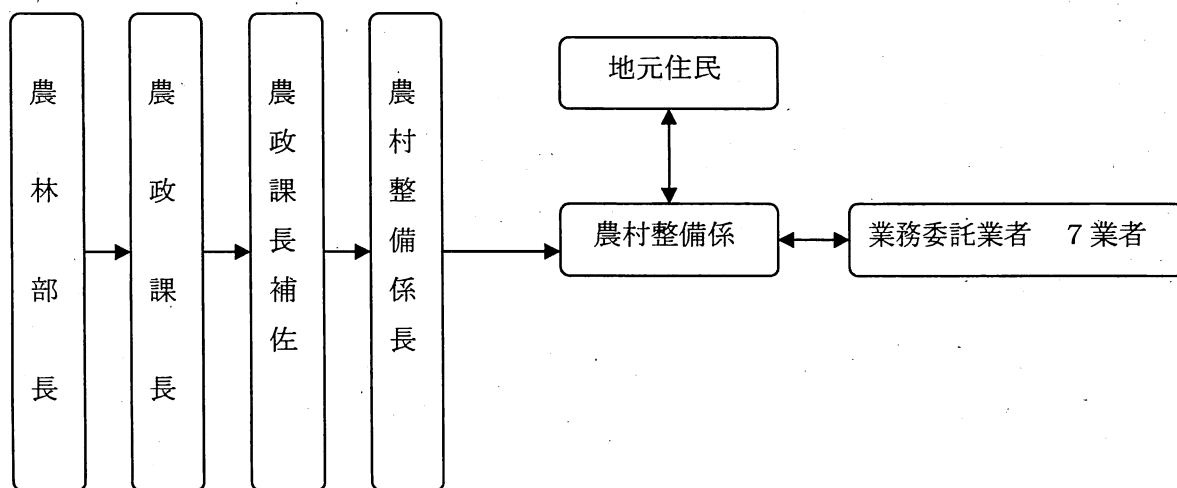 農林部長
農政課長
農政課長補佐
農村整備係長
地元住民
農村整備係
業務委託業者　７業者